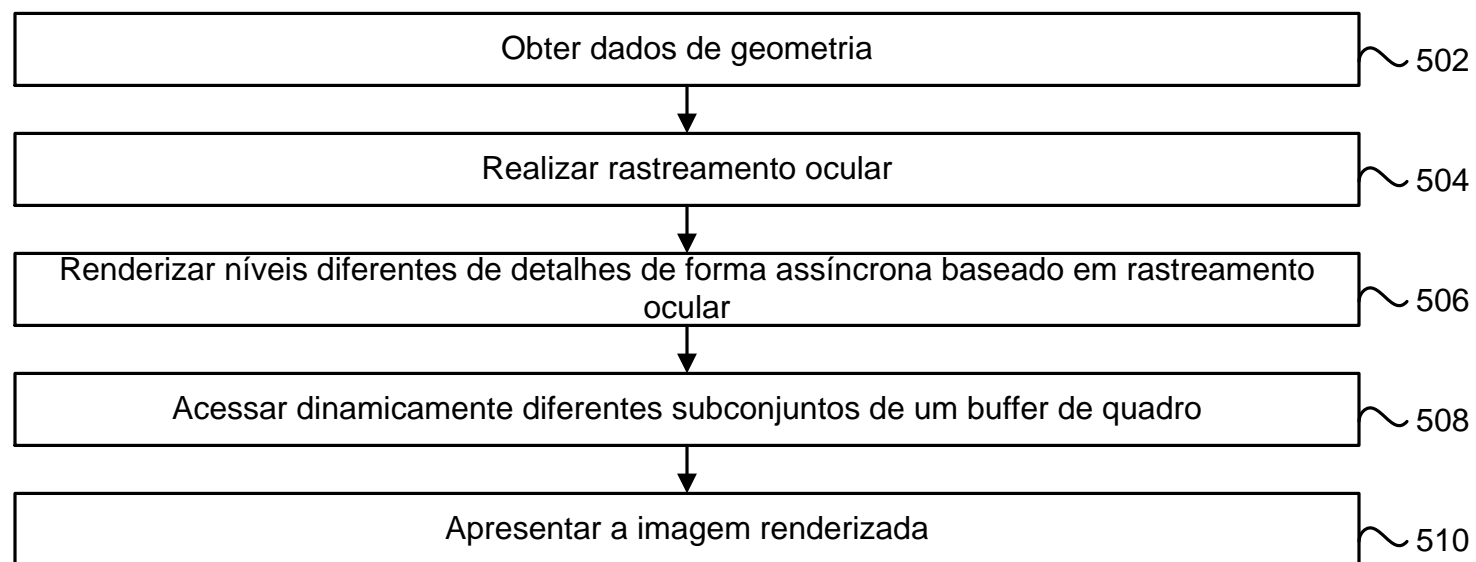 Obter dados de geometria
502
Realizar rastreamento ocular
504
Renderizar níveis diferentes de detalhes de forma assíncrona baseado em rastreamento
ocular
506
Acessar dinamicamente diferentes subconjuntos de um buffer de quadro
508
Apresentar a imagem renderizada
510